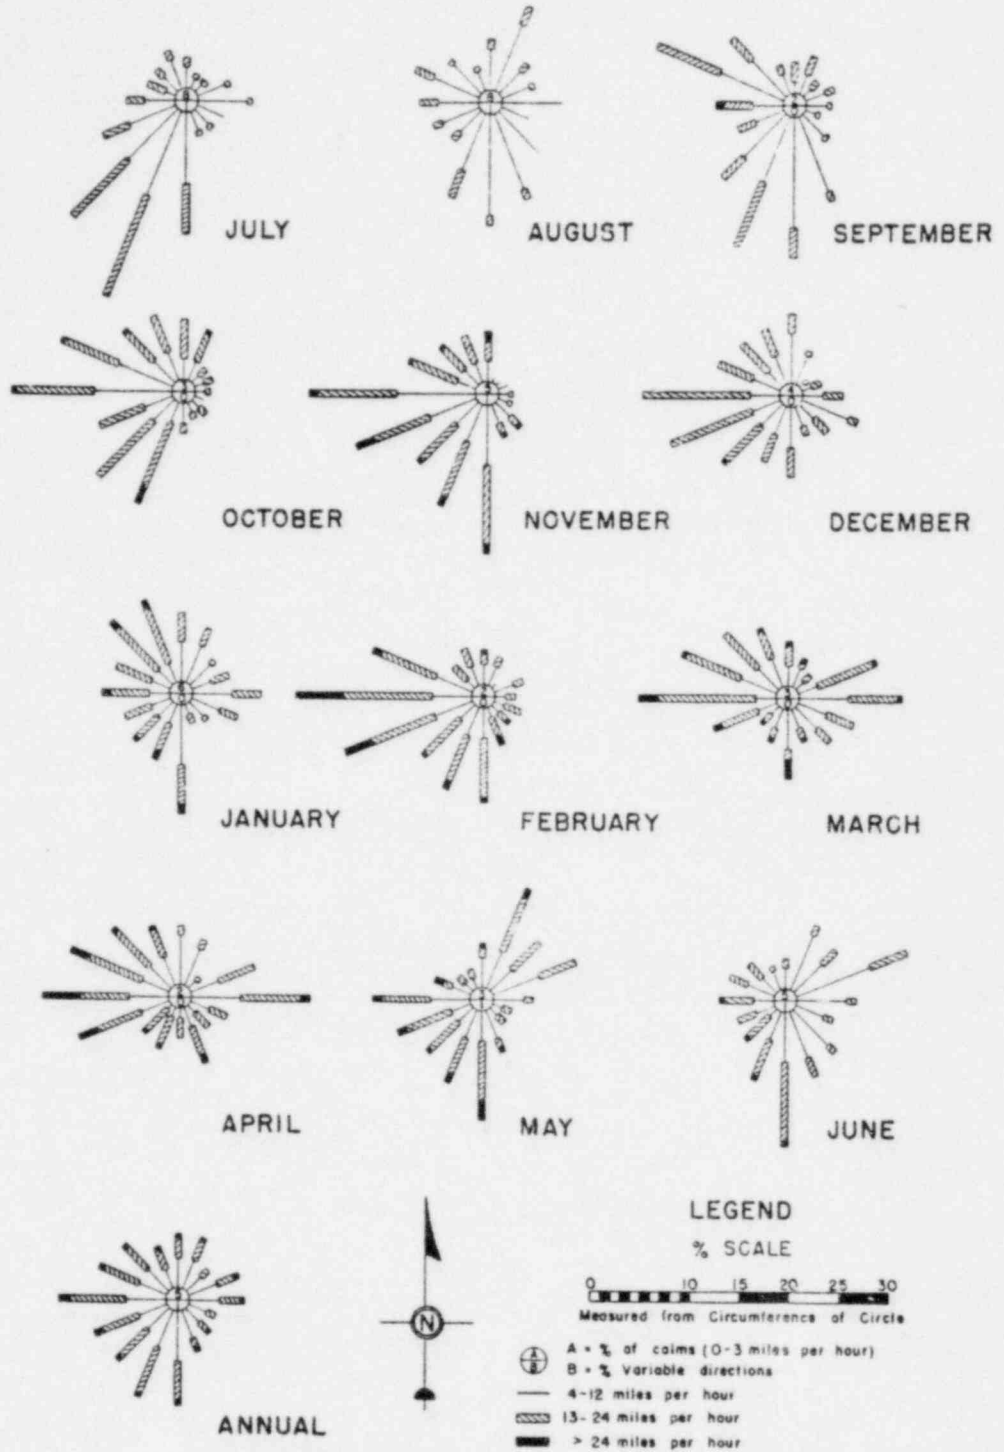 JULY
AUGUST
SEPTEMBER
OCTOBER
NOVEMBER
DECEMBER
JANUARY
FEBRUARY
MARCH
APRIL
MAY
JUNE
ANNUAL
N
LEGEND
% SCALE
0 10 15 20 25 30
Measured from Circumference of Circle
A
B
A = % of calms (0-3 miles per hour)
B = % Variable directions
4-12 miles per hour
13-24 miles per hour
> 24 miles per hour